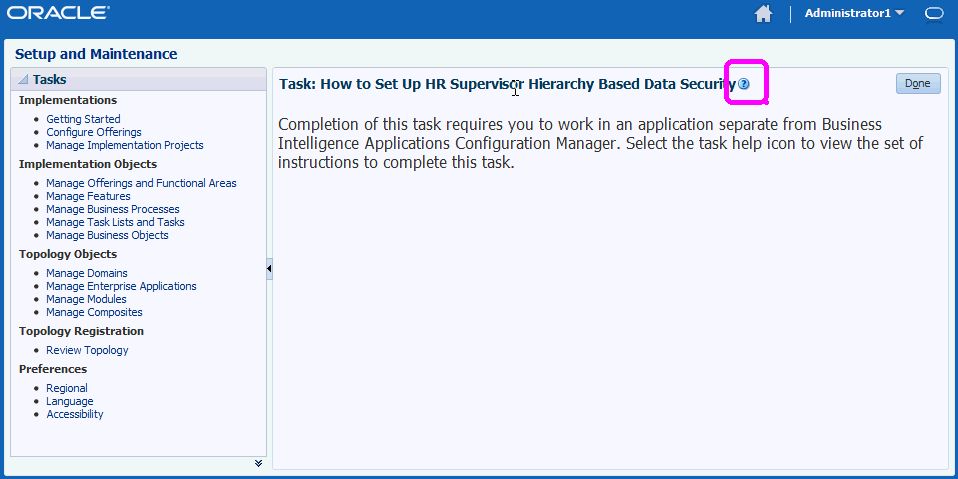 ORACLE®
Administrator1
Setup and Maintenance
Tasks
Implementations
Getting Started
Configure Offerings
Manage Implementation Projects
Implementation Objects
Manage Offerings and Functional Areas
Manage Features
Manage Business Processes
Manage Task Lists and Tasks
Manage Business Objects
Topology Objects
Manage Domains
Manage Enterprise Applications
Manage Modules
Manage Composites
Topology Registration
Review Topology
Preferences
Regional
Language
Accessibility
Task: How to Set Up HR Supervisor Hierarchy Based Data Security ?
Done
Completion of this task requires you to work in an application separate from Business
Intelligence Applications Configuration Manager. Select the task help icon to view the set of
instructions to complete this task.